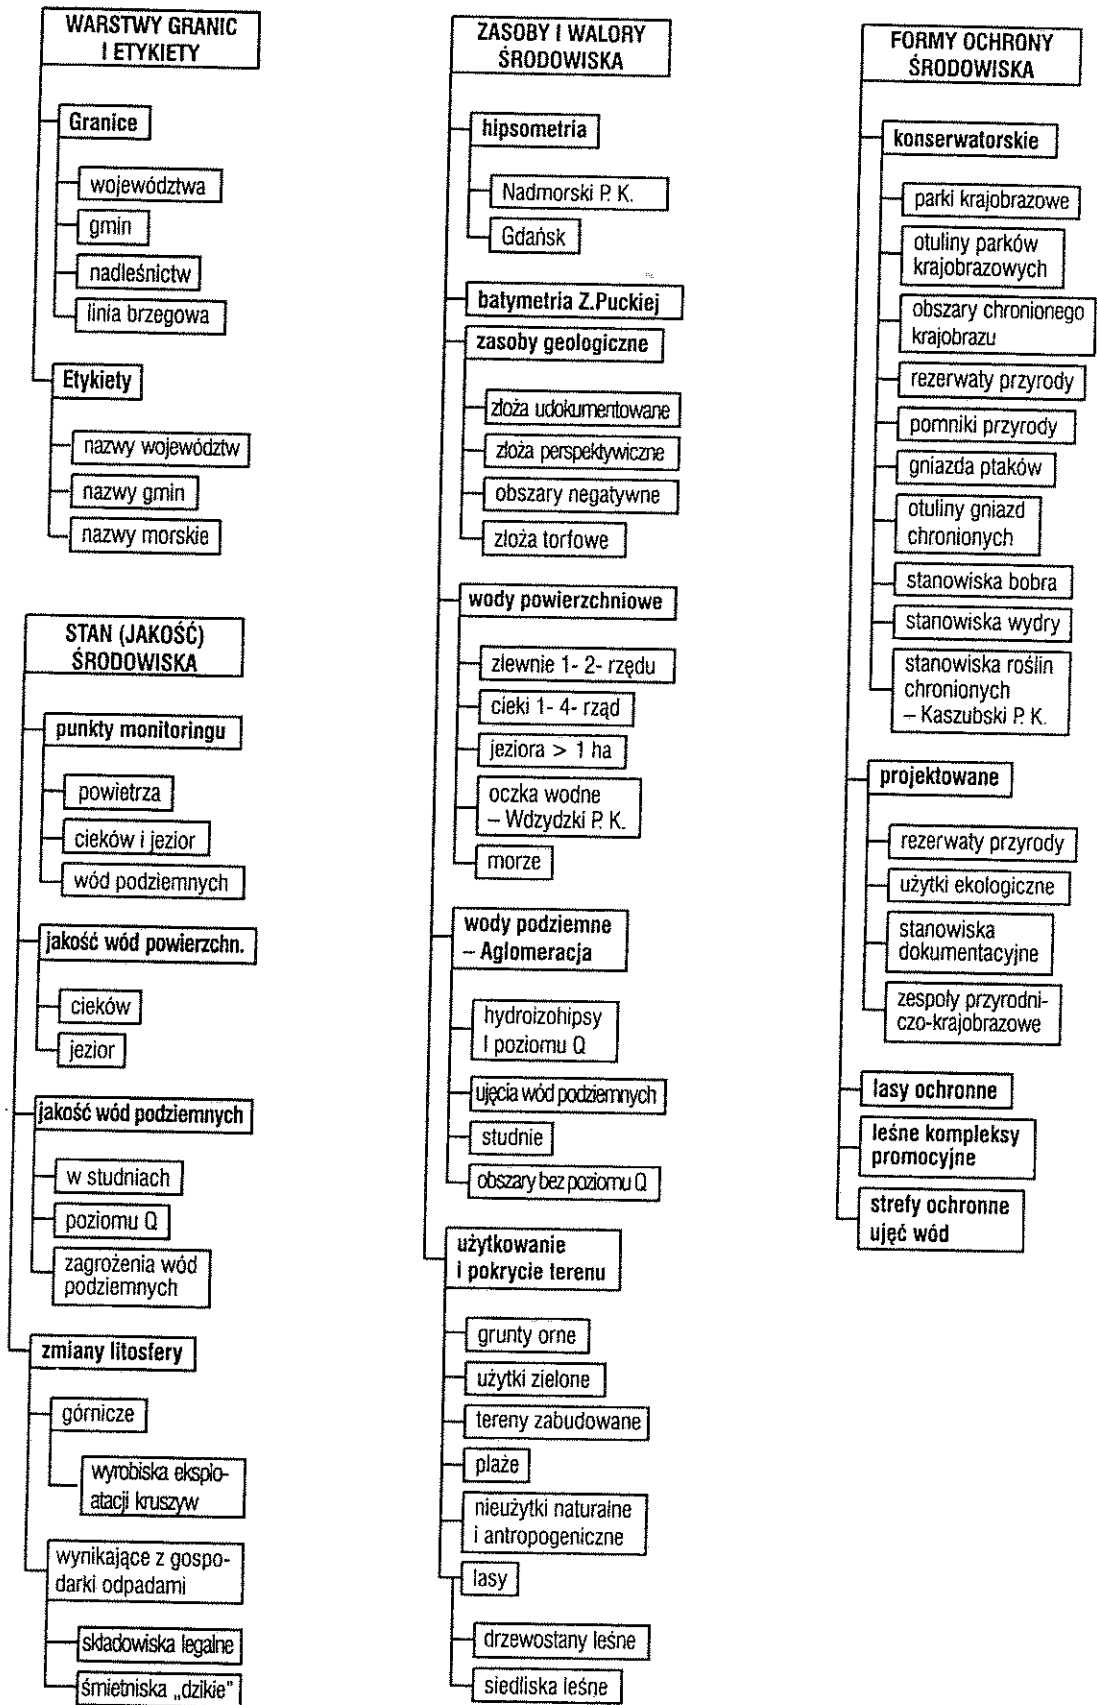 WARSTWY GRANIC
I ETYKIETY
Granice
województwa
gmin
nadleśnictw
linia brzegowa
Etykiety
nazwy województw
nazwy gmin
nazwy morskie
STAN (JAKOŚĆ)
ŚRODOWISKA
punkty monitoringu
powietrza
cieków i jezior
wód podziemnych
jakość wód powierzchn.
cieków
jezior
jakość wód podziemnych
w studniach
poziomu Q
zagrożenia wód
podziemnych
zmiany litosfery
górnicze
wyrobiska eksplo-
atacji kruszyw
wynikające z gospo-
darki odpadami
składowiska legalne
śmietniska „dzikie”
ZASOBY I WALORY
ŚRODOWISKA
hipsometria
Nadmorski P. K.
Gdańsk
batymetria Z.Puckiej
zasoby geologiczne
złoża udokumentowane
złoża perspektywiczne
obszary negatywne
złoża torfowe
wody powierzchniowe
zlewnie 1- 2- rzędu
cieki 1- 4- rząd
jeziora > 1 ha
oczka wodne
– Wdzydzki P. K.
morze
wody podziemne
– Aglomeracja
hydroizohipsy
I poziomu Q
ujęcia wód podziemnych
studnie
obszary bez poziomu Q
użytkowanie
i pokrycie terenu
grunty orne
użytki zielone
tereny zabudowane
plaże
nieużytki naturalne
i antropogeniczne
lasy
drzewostany leśne
siedliska leśne
FORMY OCHRONY
ŚRODOWISKA
konserwatorskie
parki krajobrazowe
otuliny parków
krajobrazowych
obszary chronionego
krajobrazu
rezerwaty przyrody
pomniki przyrody
gniazda ptaków
otuliny gniazd
chronionych
stanowiska bobra
stanowiska wydry
stanowiska roślin
chronionych
– Kaszubski P. K.
projektowane
rezerwaty przyrody
użytki ekologiczne
stanowiska
dokumentacyjne
zespoły przyrodni-
czo-krajobrazowe
lasy ochronne
leśne kompleksy
promocyjne
strefy ochronne
ujęć wód